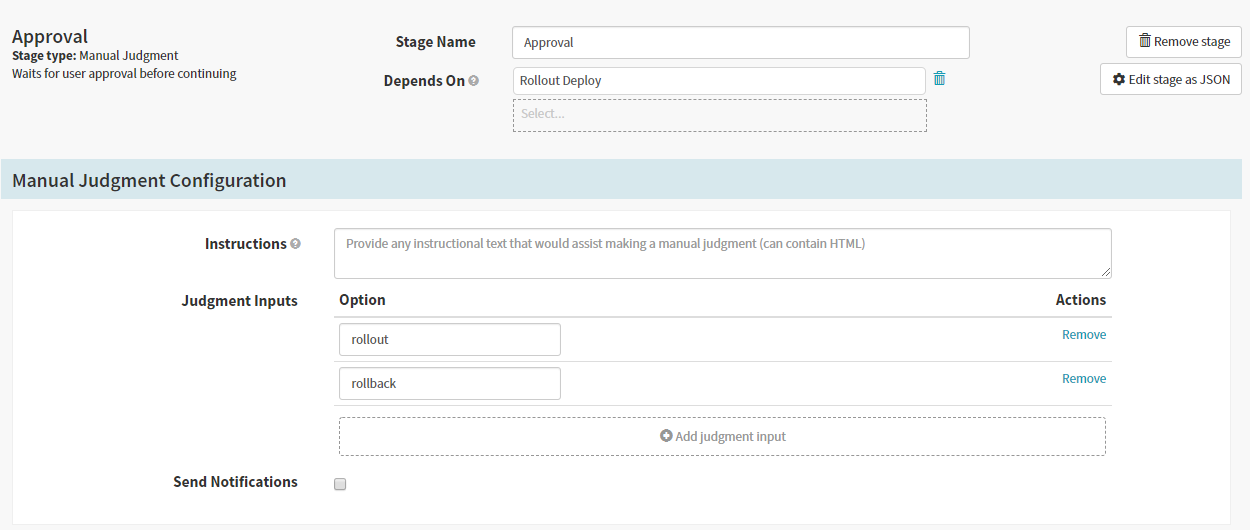 Approval
Stage type: Manual Judgment
Waits for user approval before continuing
Stage Name
Approval
Depends On
Rollout Deploy
Select...
Remove stage
Edit stage as JSON
Manual Judgment Configuration
Instructions
Provide any instructional text that would assist making a manual judgment (can contain HTML)
Judgment Inputs
Option
Actions
rollout
Remove
rollback
Remove
Add judgment input
Send Notifications